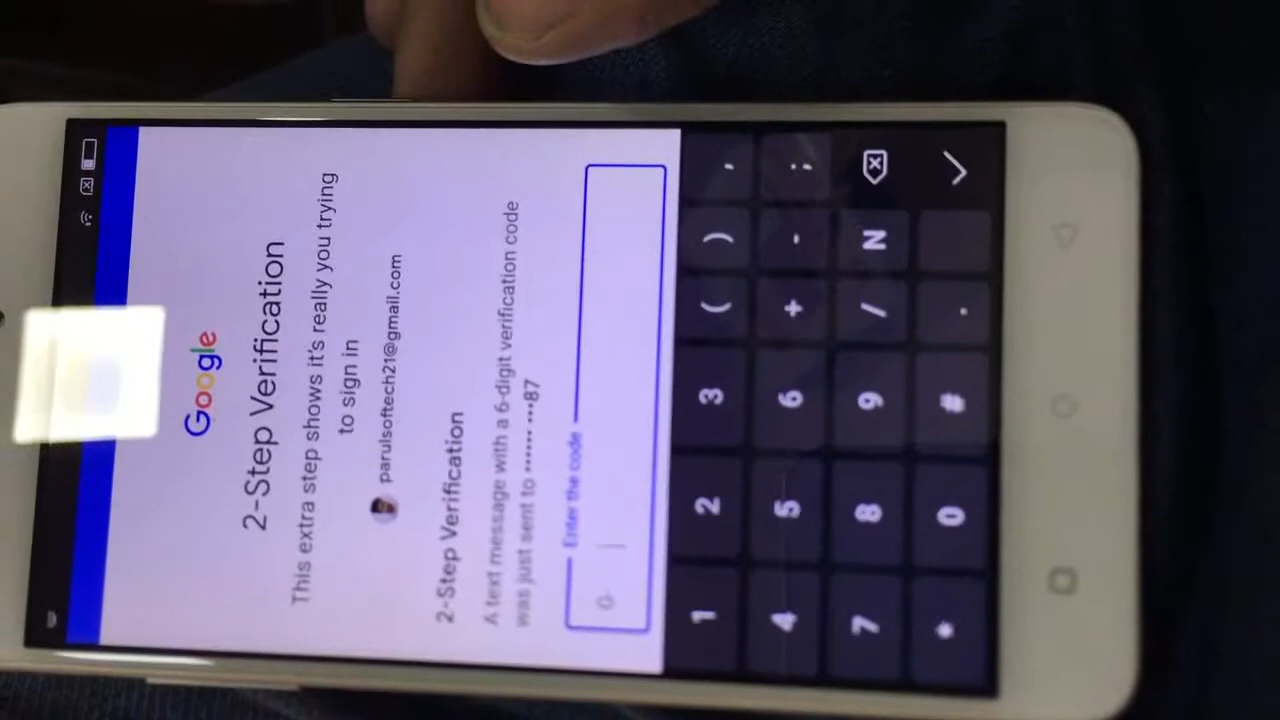 Google
2-Step Verification
This extra step shows it's really you trying
to sign in
parulsoftech21@gmail.com
2-Step Verification
A text message with a 6-digit verification code
was just sent to ••• ••• •••87
Enter the code
G-
1 2 3 ( ) ,
4 5 6 + - ;
7 8 9 / N
* 0 # .